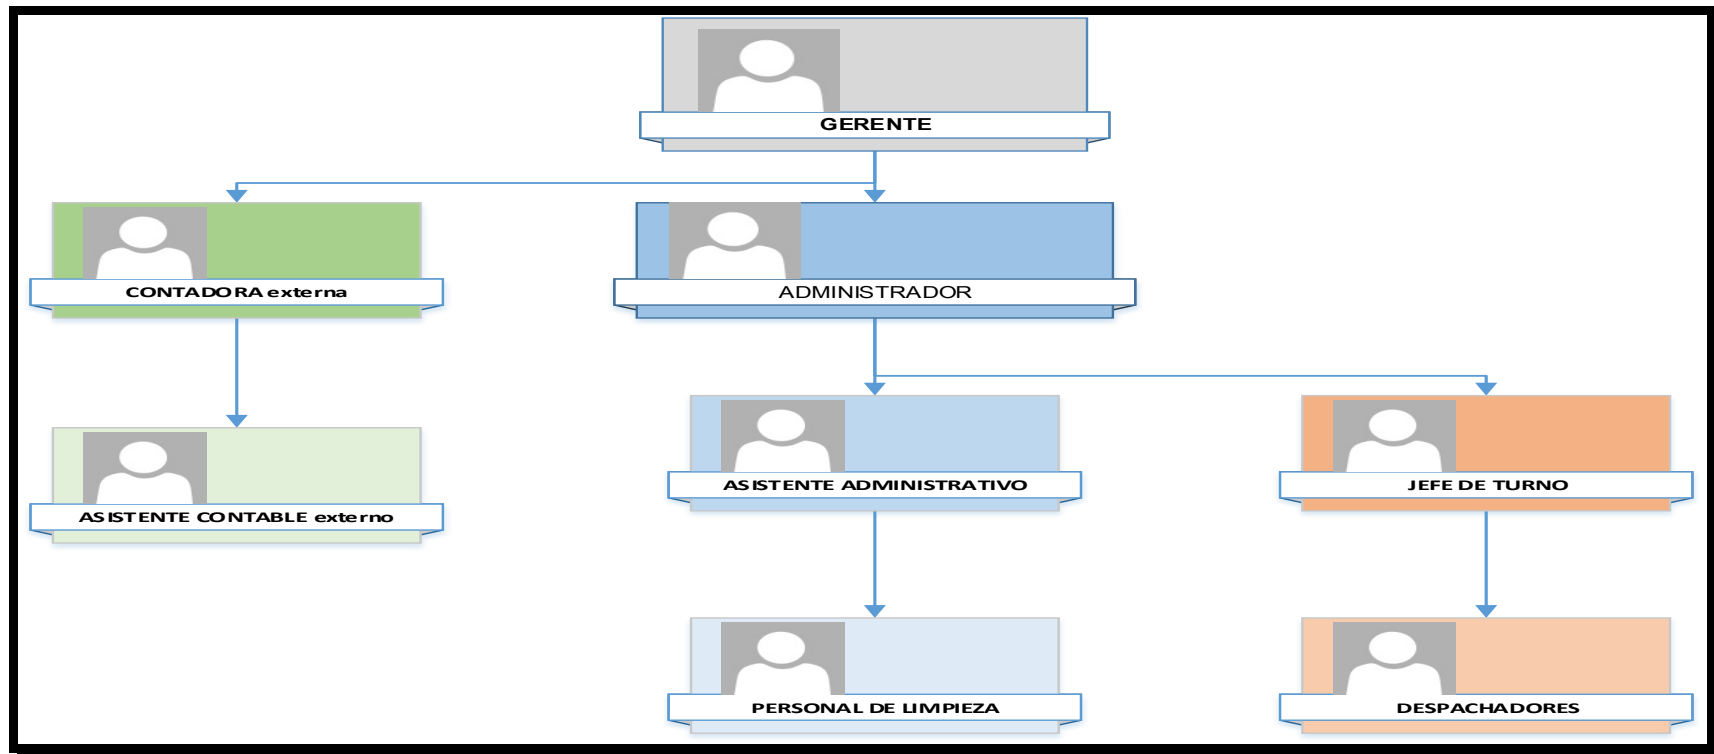 GERENTE
CONTADORA externa
ADMINISTRADOR
ASISTENTE ADMINISTRATIVO
JEFE DE TURNO
ASISTENTE CONTABLE externo
PERSONAL DE LIMPIEZA
DESPACHADORES